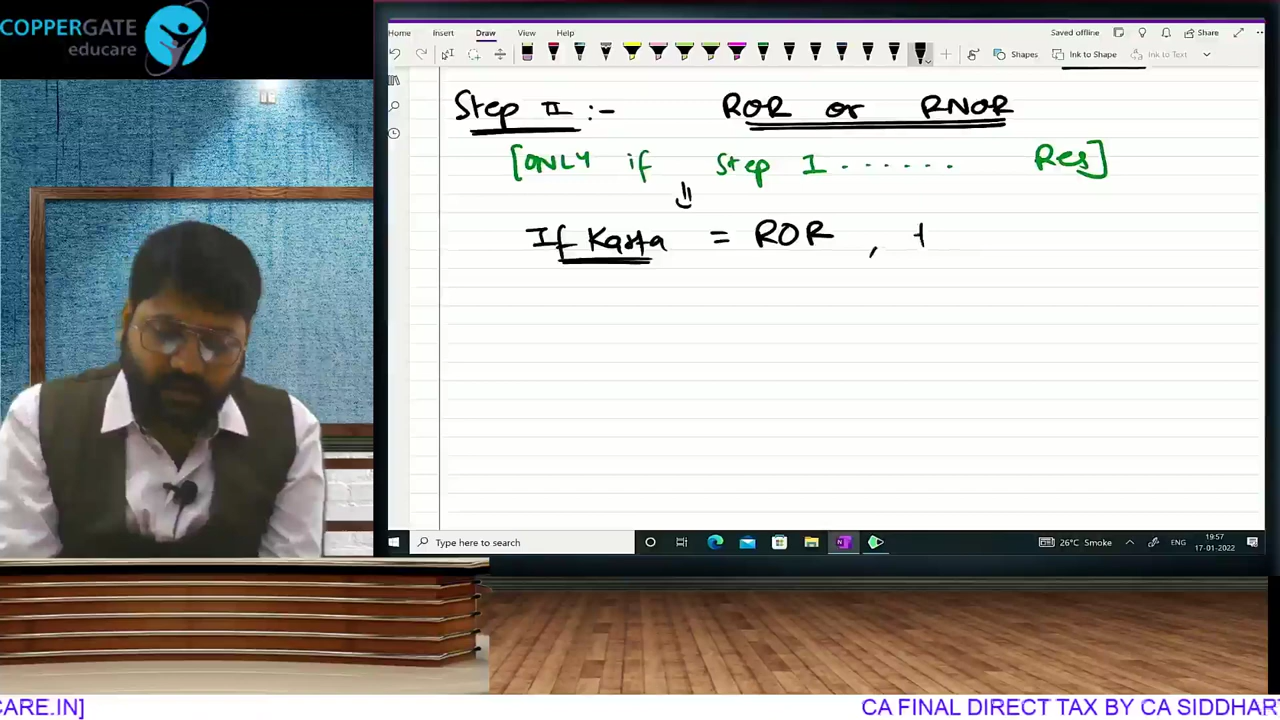 COPPERGATE
educare
Home Insert Draw View Help
Saved offline Share
Shapes Ink to Shape Ink to Text
Step II :- ROR or RNOR
[ONLY if Step I ....... Res]
If Karta = ROR , t
Type here to search
26°C Smoke ENG 19:57
17-01-2022
CARE.IN] CA FINAL DIRECT TAX BY CA SIDDHART